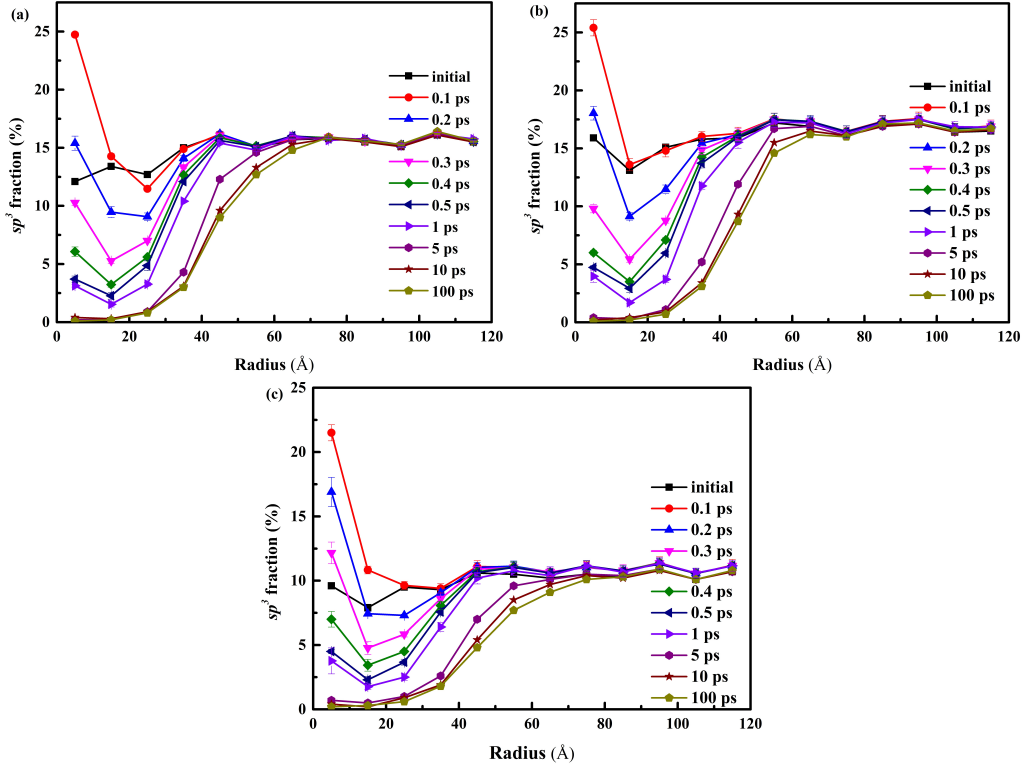 (a)
25
20
15
10
5
0
sp³ fraction (%)
initial
0.1 ps
0.2 ps
0.3 ps
0.4 ps
0.5 ps
1 ps
5 ps
10 ps
100 ps
0 20 40 60 80 100 120
Radius (Å)
(b)
25
20
15
10
5
0
sp³ fraction (%)
initial
0.1 ps
0.2 ps
0.3 ps
0.4 ps
0.5 ps
1 ps
5 ps
10 ps
100 ps
0 20 40 60 80 100 120
Radius (Å)
(c)
25
20
15
10
5
0
sp³ fraction (%)
initial
0.1 ps
0.2 ps
0.3 ps
0.4 ps
0.5 ps
1 ps
5 ps
10 ps
100 ps
0 20 40 60 80 100 120
Radius (Å)